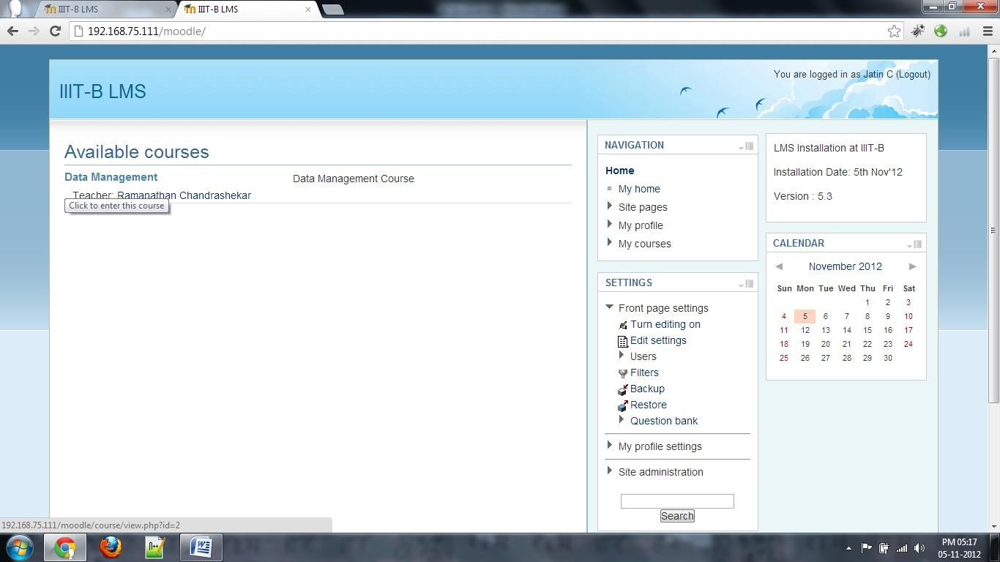 IIIT-B LMS
IIIT-B LMS
192.168.75.111/moodle/
You are logged in as Jatin C (Logout)
IIIT-B LMS
Available courses
Data Management
Data Management Course
Teacher: Ramanathan Chandrashekar
Click to enter this course
NAVIGATION
Home
My home
Site pages
My profile
My courses
SETTINGS
Front page settings
Turn editing on
Edit settings
Users
Filters
Backup
Restore
Question bank
My profile settings
Site administration
Search
LMS Installation at IIIT-B
Installation Date: 5th Nov'12
Version : 5.3
CALENDAR
November 2012
Sun Mon Tue Wed Thu Fri Sat
1 2 3
4 5 6 7 8 9 10
11 12 13 14 15 16 17
18 19 20 21 22 23 24
25 26 27 28 29 30
192.168.75.111/moodle/course/view.php?id=2
PM 05:17
05-11-2012